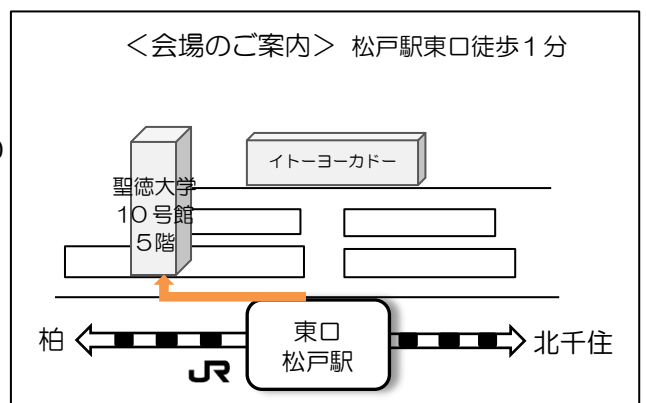 ＜会場のご案内＞ 松戸駅東口徒歩１分
イトーヨーカドー
聖徳大学
１０号館
５階
東口
松戸駅
柏
北千住
JR